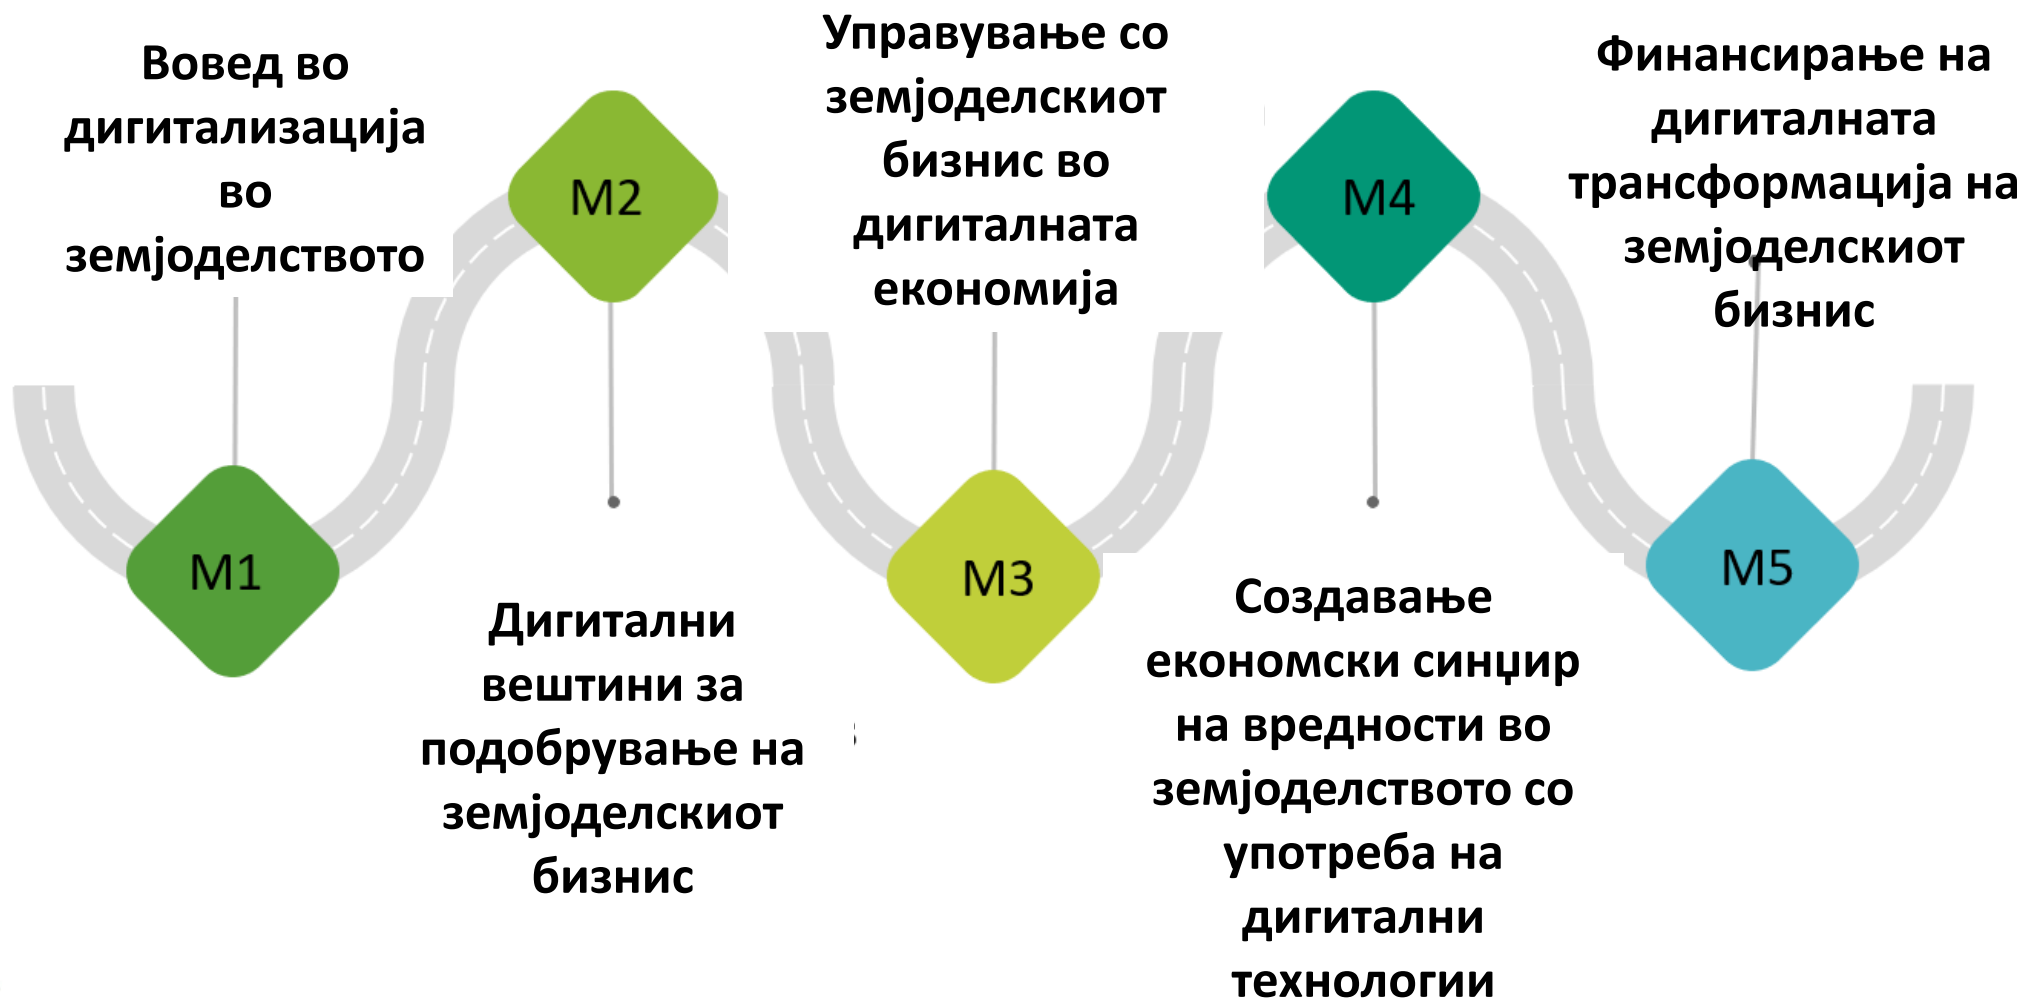 Вовед во
дигитализација
во
земјоделството
M1
M2
Дигитални
вештини за
подобрување на
земјоделскиот
бизнис
Управување со
земјоделскиот
бизнис во
дигиталната
економија
M3
M4
Создавање
економски синџир
на вредности во
земјоделството со
употреба на
дигитални
технологии
Финансирање на
дигиталната
трансформација на
земјоделскиот
бизнис
M5